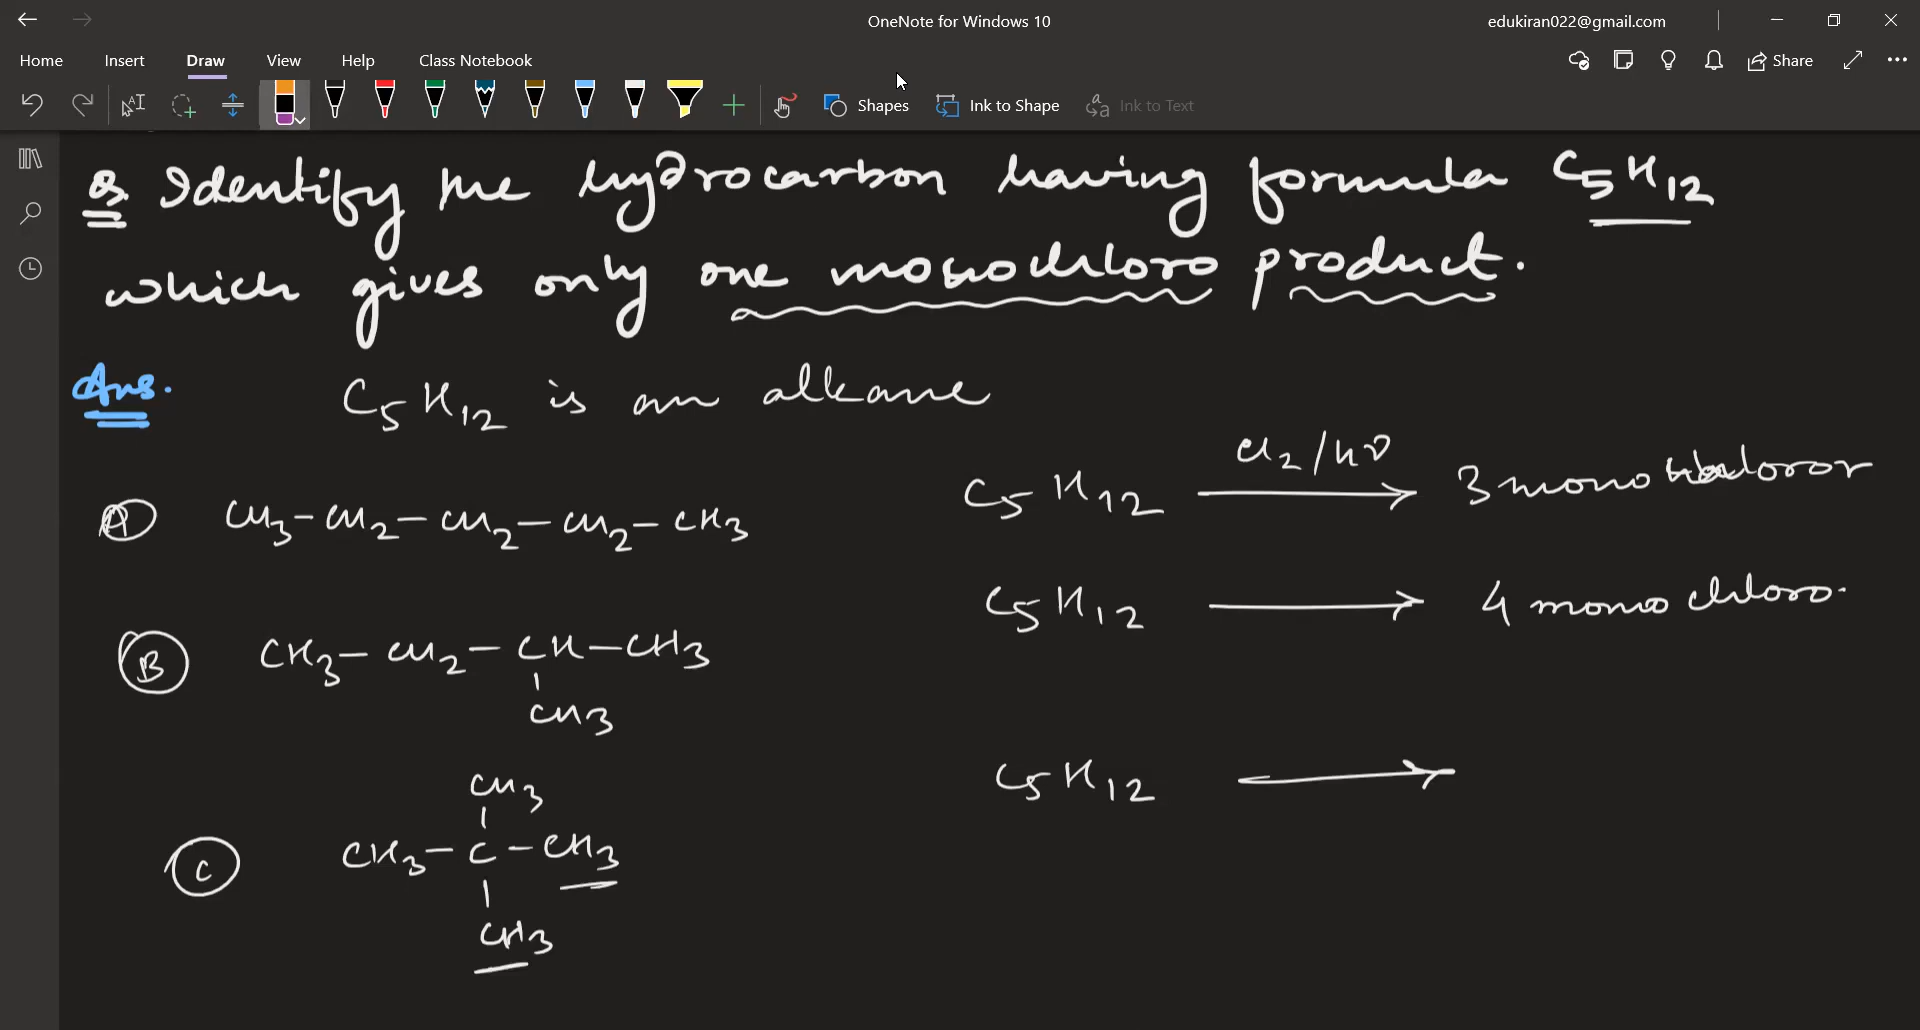 OneNote for Windows 10
edukiran022@gmail.com
Home Insert Draw View Help Class Notebook Share
Shapes Ink to Shape Ink to Text
Q. Identify the hydrocarbon having formula C5H12
which gives only one monochloro product.
Ans. C5H12 is an alkane
Cl2/hν
(A) CH3-CH2-CH2-CH2-CH3 C5H12 → 3 mono
C5H12 → 4 mono chloro.
(B) CH3-CH2-CH-CH3
CH3
CH3
C5H12 →
(C) CH3-C-CH3
CH3